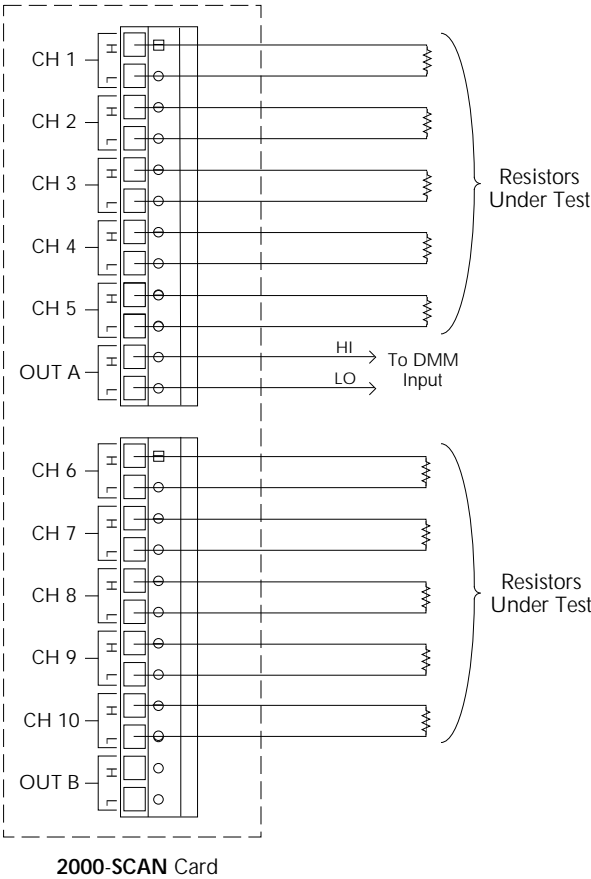 CH 1
H
L
CH 2
H
L
CH 3
H
L
CH 4
H
L
CH 5
H
L
Resistors
Under Test
OUT A
H
L
HI
LO
To DMM
Input
CH 6
H
L
CH 7
H
L
CH 8
H
L
CH 9
H
L
CH 10
H
L
Resistors
Under Test
OUT B
H
L
2000-SCAN Card